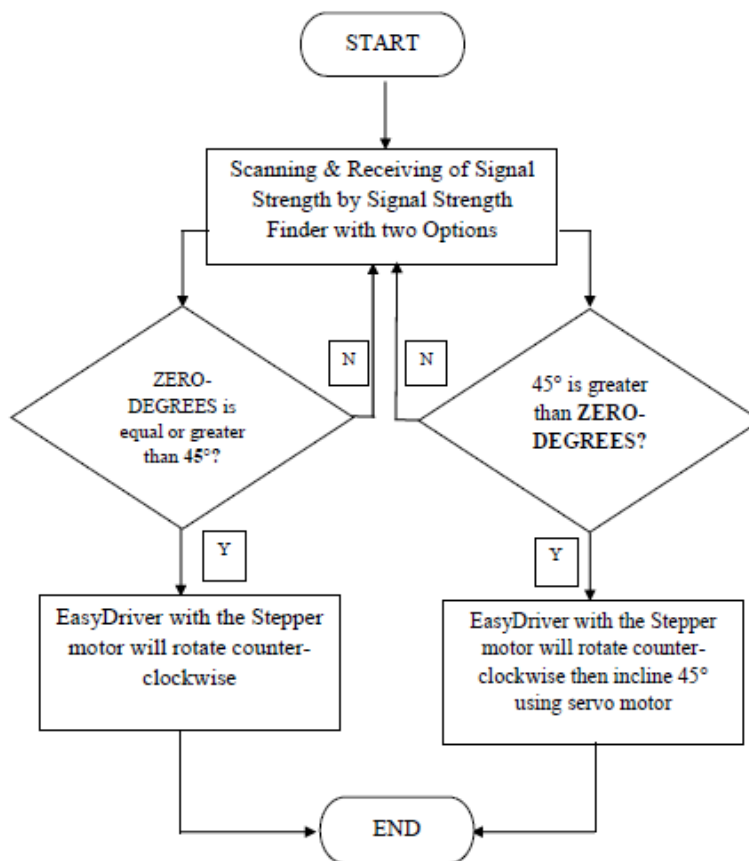 START
Scanning & Receiving of Signal
Strength by Signal Strength
Finder with two Options
N
N
ZERO-
DEGREES is
equal or greater
than 45°?
45° is greater
than ZERO-
DEGREES?
Y
Y
EasyDriver with the Stepper
motor will rotate counter-
clockwise
EasyDriver with the Stepper
motor will rotate counter-
clockwise then incline 45°
using servo motor
END